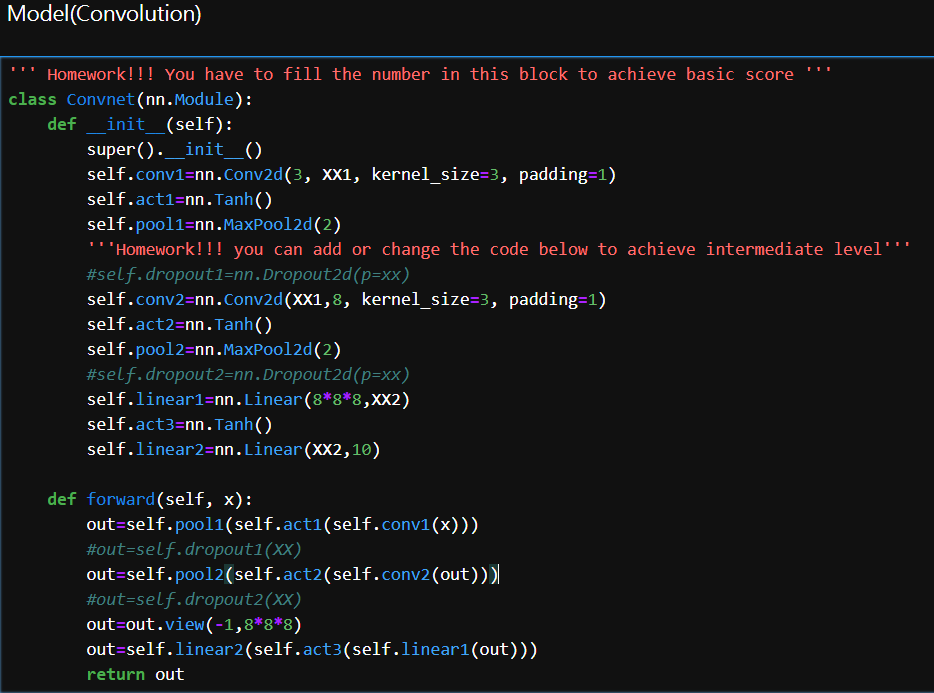 Model(Convolution)
''' Homework!!! You have to fill the number in this block to achieve basic score '''
class Convnet(nn.Module):
    def __init__(self):
        super().__init__()
        self.conv1=nn.Conv2d(3, XX1, kernel_size=3, padding=1)
        self.act1=nn.Tanh()
        self.pool1=nn.MaxPool2d(2)
        '''Homework!!! you can add or change the code below to achieve intermediate level'''
        #self.dropout1=nn.Dropout2d(p=xx)
        self.conv2=nn.Conv2d(XX1,8, kernel_size=3, padding=1)
        self.act2=nn.Tanh()
        self.pool2=nn.MaxPool2d(2)
        #self.dropout2=nn.Dropout2d(p=xx)
        self.linear1=nn.Linear(8*8*8,XX2)
        self.act3=nn.Tanh()
        self.linear2=nn.Linear(XX2,10)

    def forward(self, x):
        out=self.pool1(self.act1(self.conv1(x)))
        #out=self.dropout1(XX)
        out=self.pool2(self.act2(self.conv2(out)))
        #out=self.dropout2(XX)
        out=out.view(-1,8*8*8)
        out=self.linear2(self.act3(self.linear1(out)))
        return out